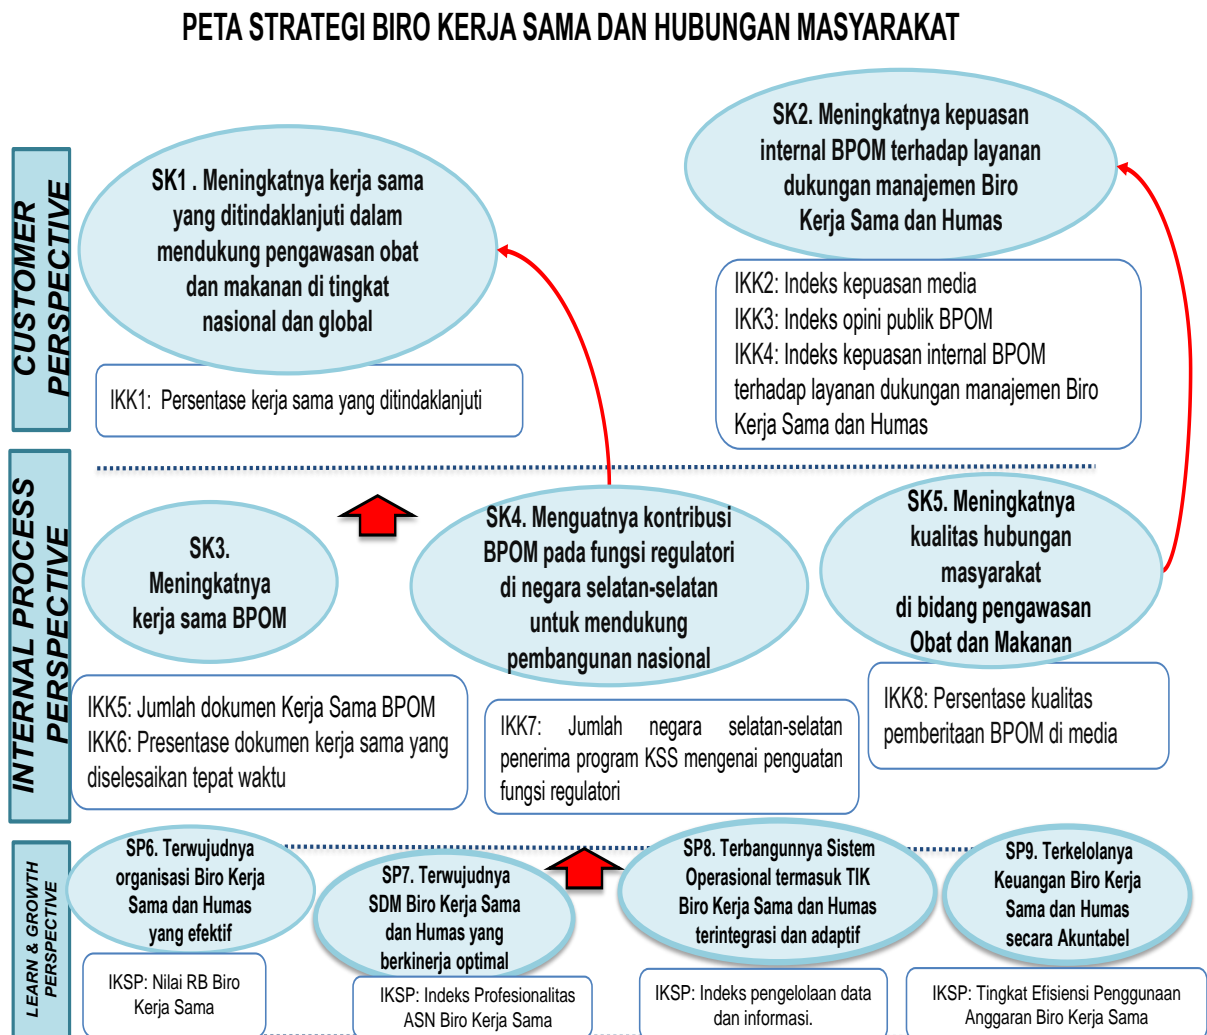 PETA STRATEGI BIRO KERJA SAMA DAN HUBUNGAN MASYARAKAT
CUSTOMER
PERSPECTIVE
SK1 . Meningkatnya kerja sama
yang ditindaklanjuti dalam
mendukung pengawasan obat
dan makanan di tingkat
nasional dan global
IKK1: Persentase kerja sama yang ditindaklanjuti
SK2. Meningkatnya kepuasan
internal BPOM terhadap layanan
dukungan manajemen Biro
Kerja Sama dan Humas
IKK2: Indeks kepuasan media
IKK3: Indeks opini publik BPOM
IKK4: Indeks kepuasan internal BPOM
terhadap layanan dukungan manajemen Biro
Kerja Sama dan Humas
INTERNAL PROCESS
PERSPECTIVE
SK3.
Meningkatnya
kerja sama BPOM
IKK5: Jumlah dokumen Kerja Sama BPOM
IKK6: Presentase dokumen kerja sama yang
diselesaikan tepat waktu
SK4. Menguatnya kontribusi
BPOM pada fungsi regulatori
di negara selatan-selatan
untuk mendukung
pembangunan nasional
IKK7: Jumlah negara selatan-selatan
penerima program KSS mengenai penguatan
fungsi regulatori
SK5. Meningkatnya
kualitas hubungan
masyarakat
di bidang pengawasan
Obat dan Makanan
IKK8: Persentase kualitas
pemberitaan BPOM di media
LEARN & GROWTH
PERSPECTIVE
SP6. Terwujudnya
organisasi Biro Kerja
Sama dan Humas
yang efektif
IKSP: Nilai RB Biro
Kerja Sama
SP7. Terwujudnya
SDM Biro Kerja Sama
dan Humas yang
berkinerja optimal
IKSP: Indeks Profesionalitas
ASN Biro Kerja Sama
SP8. Terbangunnya Sistem
Operasional termasuk TIK
Biro Kerja Sama dan Humas
terintegrasi dan adaptif
IKSP: Indeks pengelolaan data
dan informasi.
SP9. Terkelolanya
Keuangan Biro Kerja
Sama dan Humas
secara Akuntabel
IKSP: Tingkat Efisiensi Penggunaan
Anggaran Biro Kerja Sama